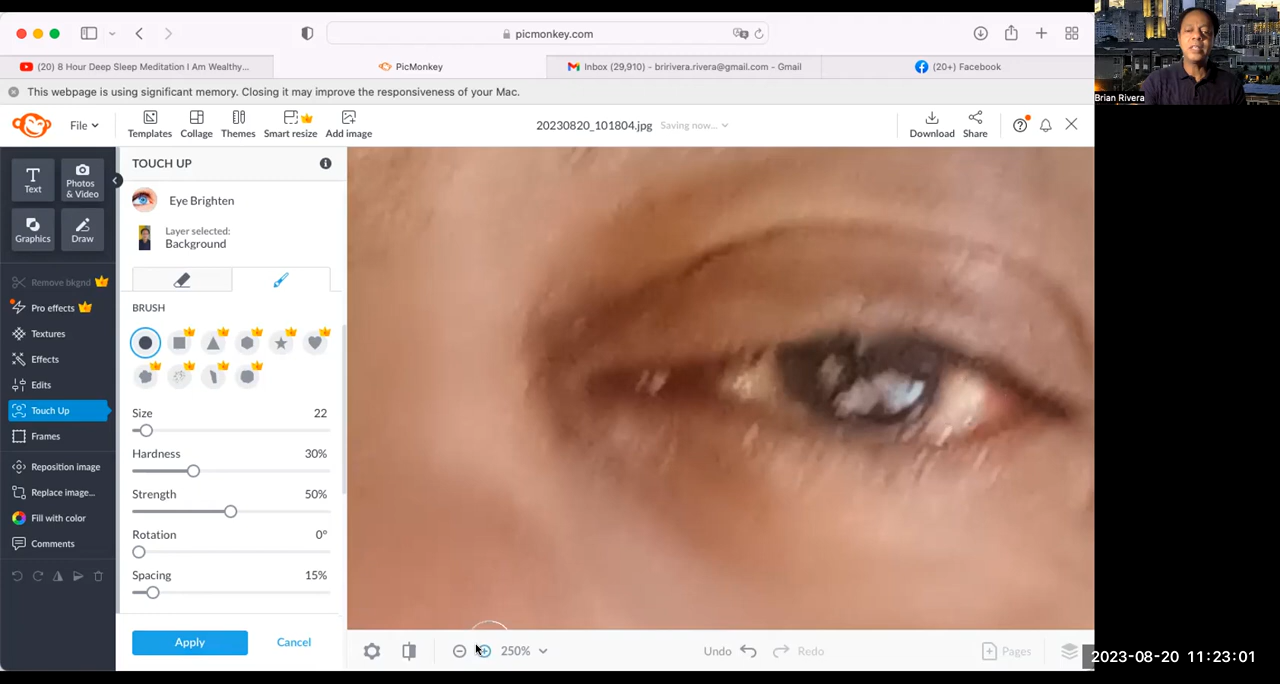 picmonkey.com
(20) 8 Hour Deep Sleep Meditation I Am Wealthy...
PicMonkey
Inbox (29,910) - bririvera.rivera@gmail.com - Gmail
(20+) Facebook
Brian Rivera
This webpage is using significant memory. Closing it may improve the responsiveness of your Mac.
File
Templates
Collage
Themes
Smart resize
Add image
20230820_101804.jpg
Saving now...
Download
Share
Text
Photos & Video
Graphics
Draw
Remove bkgnd
Pro effects
Textures
Effects
Edits
Touch Up
Frames
Reposition image
Replace image...
Fill with color
Comments
TOUCH UP
Eye Brighten
Layer selected:
Background
BRUSH
Size 22
Hardness 30%
Strength 50%
Rotation 0°
Spacing 15%
Apply
Cancel
250%
Undo
Redo
Pages
2023-08-20 11:23:01